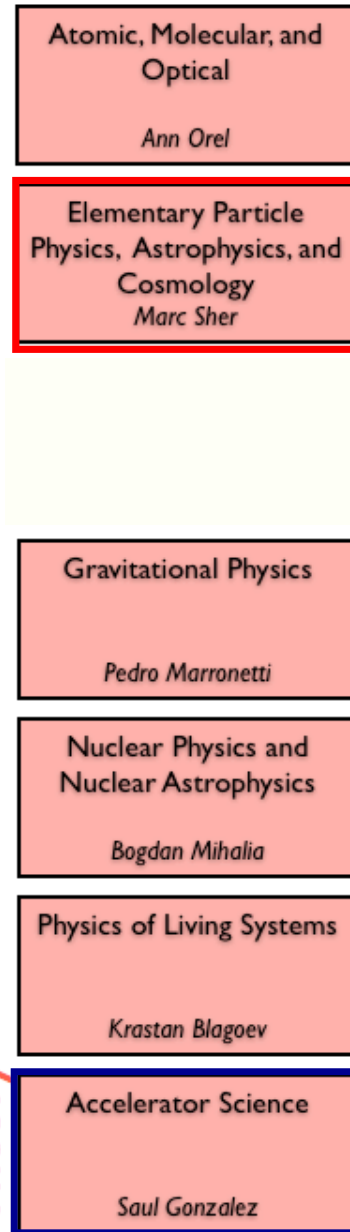 Atomic, Molecular, and
Optical
Ann Orel
Elementary Particle
Physics, Astrophysics, and
Cosmology
Marc Sher
Gravitational Physics
Pedro Marronetti
Nuclear Physics and
Nuclear Astrophysics
Bogdan Mihalia
Physics of Living Systems
Krastan Blagoev
Accelerator Science
Saul Gonzalez